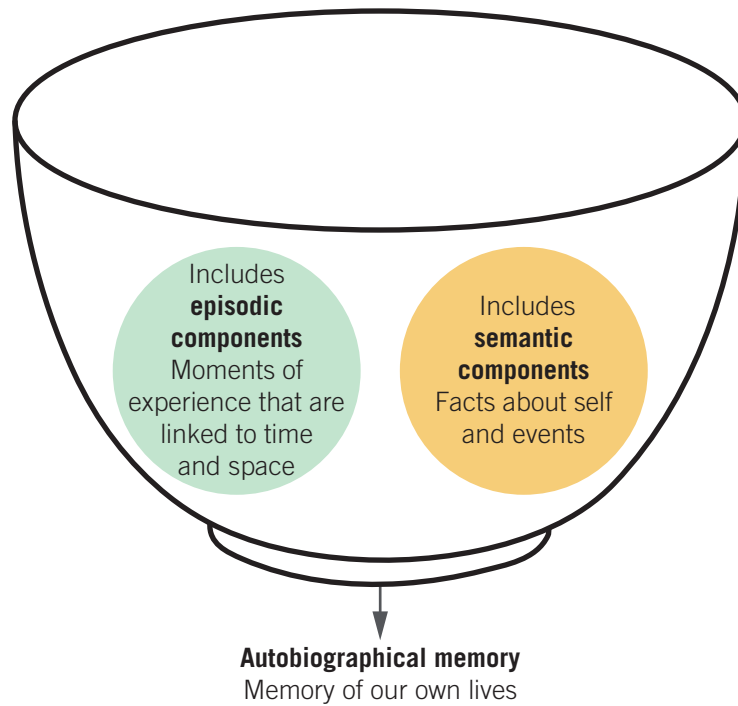 Includes
episodic
components
Moments of
experience that are
linked to time
and space
Includes
semantic
components
Facts about self
and events
Autobiographical memory
Memory of our own lives